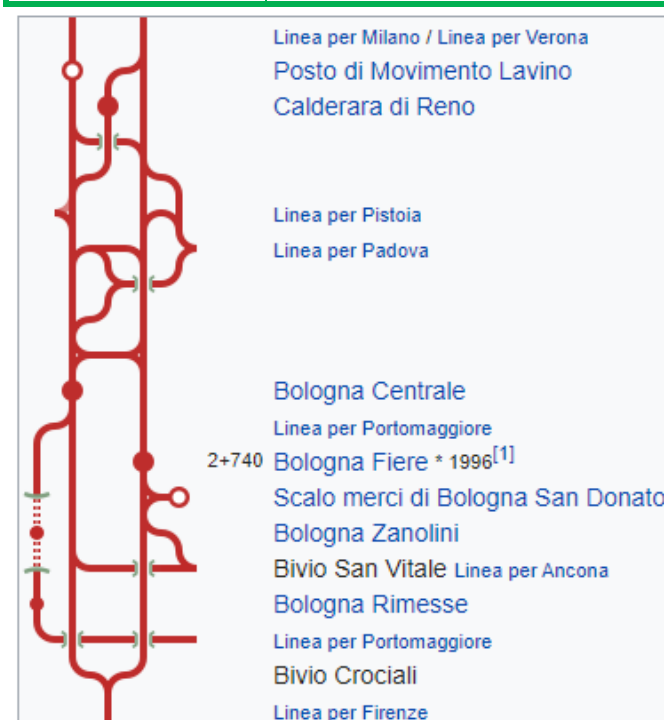 Linea per Milano / Linea per Verona
Posto di Movimento Lavino
Calderara di Reno
Linea per Pistoia
Linea per Padova
Bologna Centrale
Linea per Portomaggiore
2+740 Bologna Fiere * 1996[1]
Scalo merci di Bologna San Donato
Bologna Zanolini
Bivio San Vitale Linea per Ancona
Bologna Rimesse
Linea per Portomaggiore
Bivio Crociali
Linea per Firenze